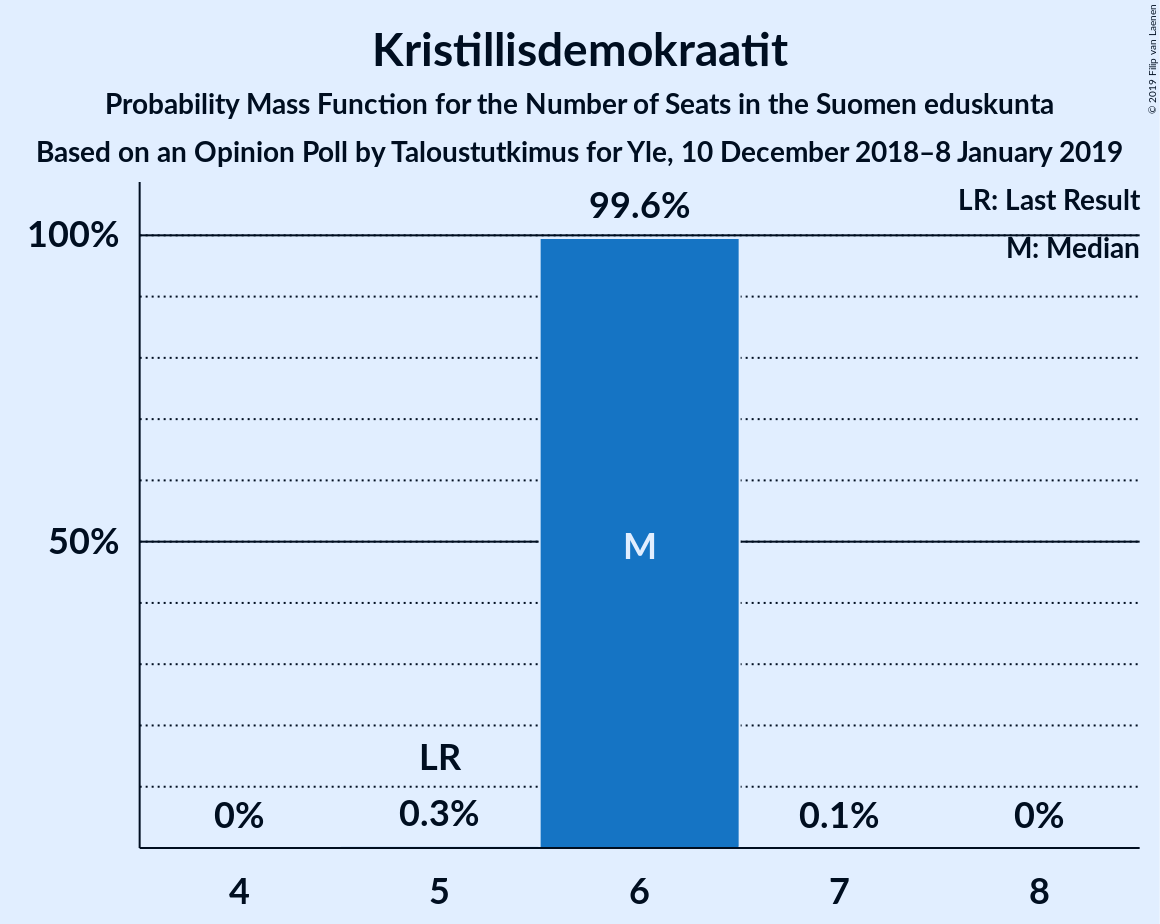 Kristillisdemokraatit
Probability Mass Function for the Number of Seats in the Suomen eduskunta
Based on an Opinion Poll by Taloustutkimus for Yle, 10 December 2018–8 January 2019
© 2019 Filip van Laenen
LR: Last Result
M: Median
99.6%
100%
50%
M
LR
0%
0.3%
0.1%
0%
4
5
6
7
8